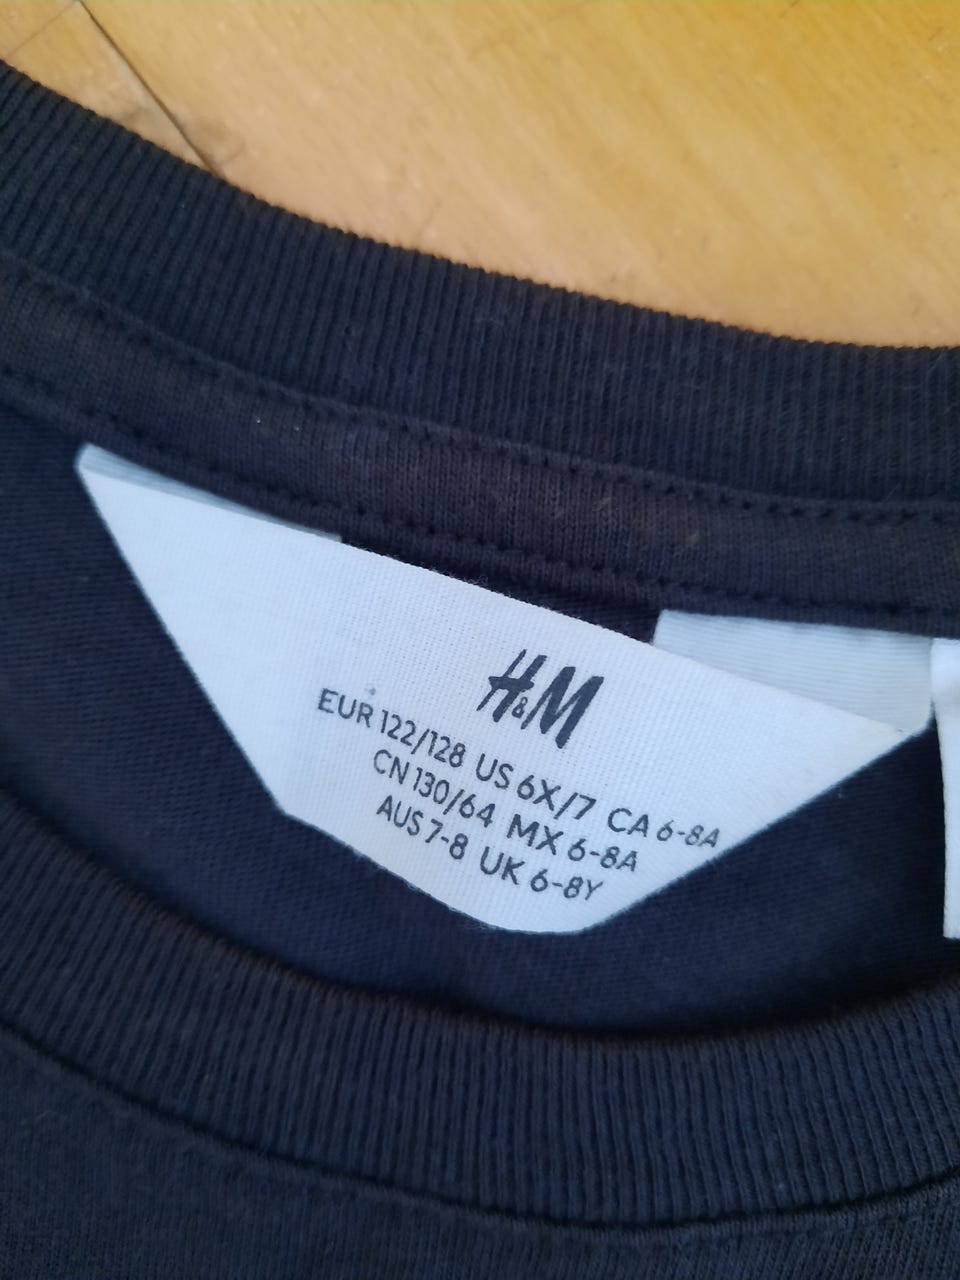 H&M
EUR 122/128 US 6X/7 CA 6-8A
CN 130/64 MX 6-8A
AUS 7-8 UK 6-8Y